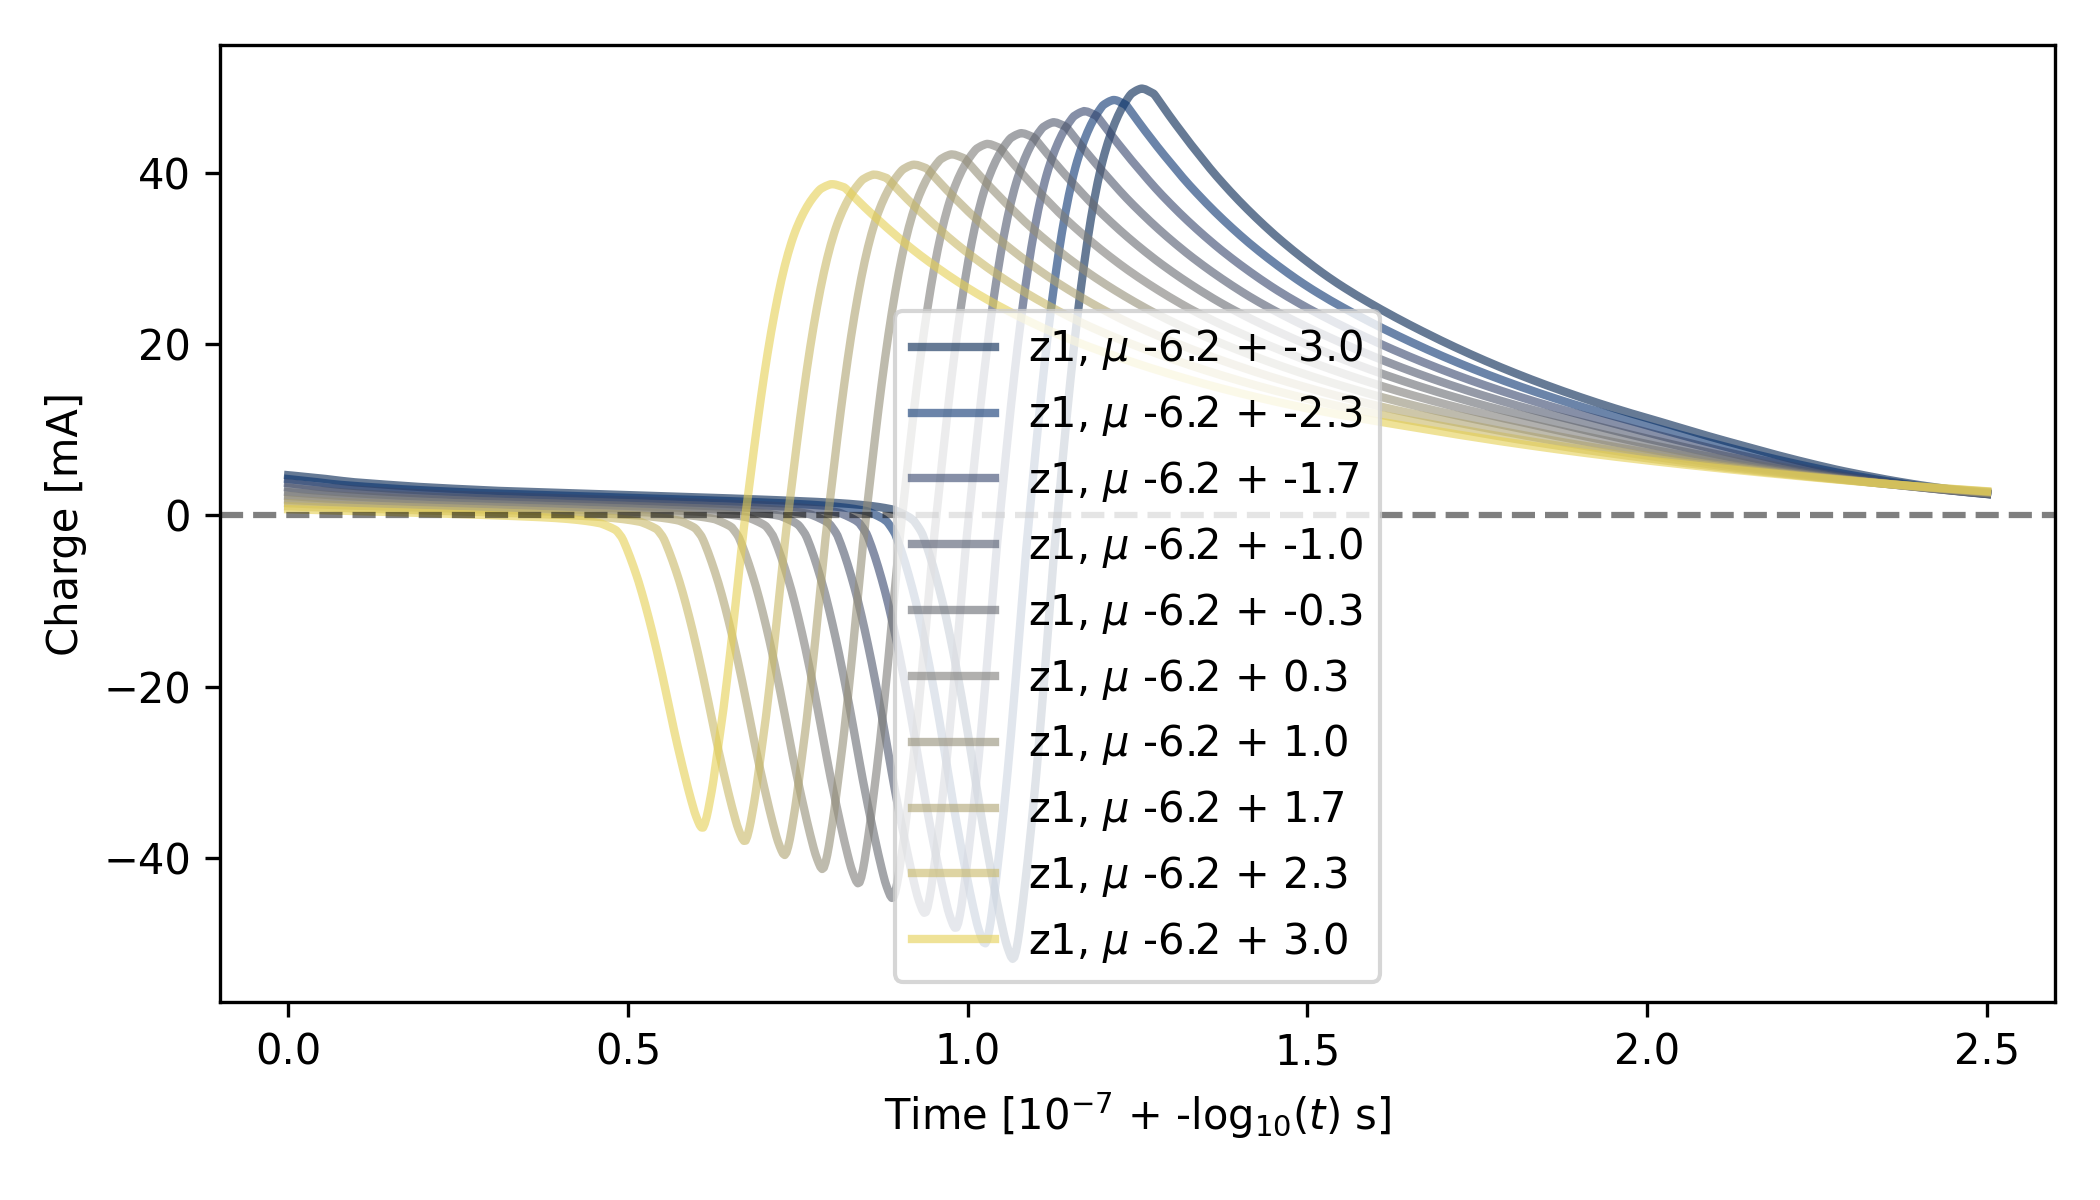 40
20
0
−20
−40
Charge [mA]
z1, μ -6.2 + -3.0
z1, μ -6.2 + -2.3
z1, μ -6.2 + -1.7
z1, μ -6.2 + -1.0
z1, μ -6.2 + -0.3
z1, μ -6.2 + 0.3
z1, μ -6.2 + 1.0
z1, μ -6.2 + 1.7
z1, μ -6.2 + 2.3
z1, μ -6.2 + 3.0
0.0 0.5 1.0 1.5 2.0 2.5
Time [10⁻⁷ + -log₁₀(t) s]